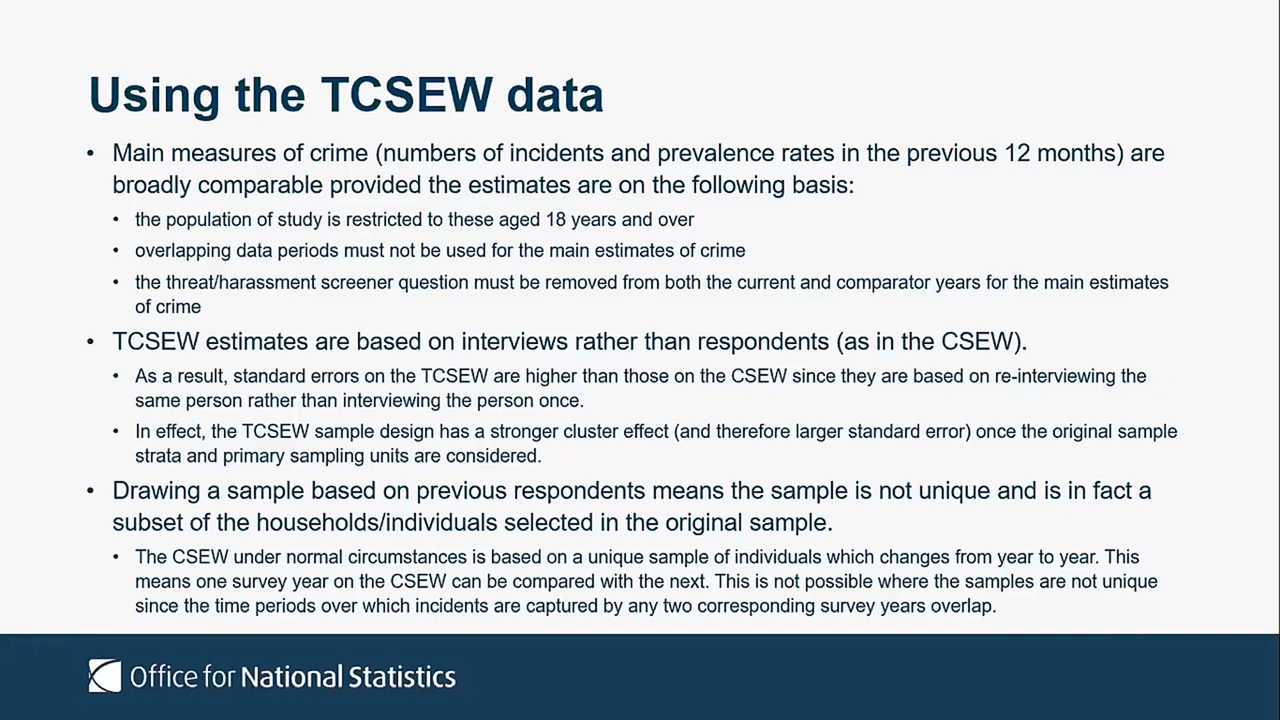 Using the TCSEW data
• Main measures of crime (numbers of incidents and prevalence rates in the previous 12 months) are
broadly comparable provided the estimates are on the following basis:
• the population of study is restricted to these aged 18 years and over
• overlapping data periods must not be used for the main estimates of crime
• the threat/harassment screener question must be removed from both the current and comparator years for the main estimates
of crime
• TCSEW estimates are based on interviews rather than respondents (as in the CSEW).
• As a result, standard errors on the TCSEW are higher than those on the CSEW since they are based on re-interviewing the
same person rather than interviewing the person once.
• In effect, the TCSEW sample design has a stronger cluster effect (and therefore larger standard error) once the original sample
strata and primary sampling units are considered.
• Drawing a sample based on previous respondents means the sample is not unique and is in fact a
subset of the households/individuals selected in the original sample.
• The CSEW under normal circumstances is based on a unique sample of individuals which changes from year to year. This
means one survey year on the CSEW can be compared with the next. This is not possible where the samples are not unique
since the time periods over which incidents are captured by any two corresponding survey years overlap.
Office for National Statistics